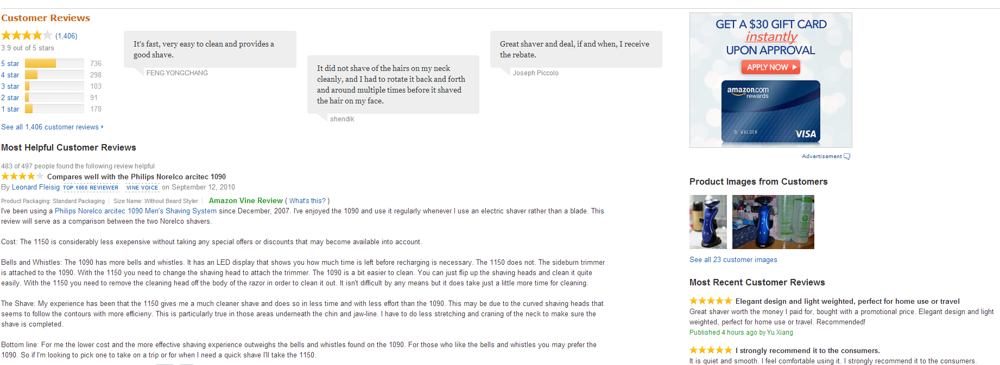 Customer Reviews
(1,406)
3.9 out of 5 stars
5 star 736
4 star 298
3 star 103
2 star 91
1 star 178
See all 1,406 customer reviews
It's fast, very easy to clean and provides a
good shave.
FENG YONGCHANG
It did not shave of the hairs on my neck
cleanly, and I had to rotate it back and forth
and around multiple times before it shaved
the hair on my face.
shendik
Great shaver and deal, if and when, I receive
the rebate.
Joseph Piccolo
Most Helpful Customer Reviews
483 of 497 people found the following review helpful
Compares well with the Philips Norelco arcitec 1090
By Leonard Fleisig TOP 1000 REVIEWER VINE VOICE on September 12, 2010
Product Packaging: Standard Packaging Size Name: Without Beard Styler Amazon Vine Review ( What's this? )
I've been using a Philips Norelco arcitec 1090 Men's Shaving System since December, 2007. I've enjoyed the 1090 and use it regularly whenever I use an electric shaver rather than a blade. This
review will serve as a comparison between the two Norelco shavers.
Cost: The 1150 is considerably less exepensive without taking any special offers or discounts that may become available into account.
Bells and Whistles: The 1090 has more bells and whistles. It has an LED display that shows you how much time is left before recharging is necessary. The 1150 does not. The sideburn trimmer
is attached to the 1090. With the 1150 you need to change the shaving head to attach the trimmer. The 1090 is a bit easier to clean. You can just flip up the shaving heads and clean it quite
easily. With the 1150 you need to remove the cleaning head off the body of the razor in order to clean it out. It isn't difficult by any means but it does take just a little more time for cleaning.
The Shave: My experience has been that the 1150 gives me a much cleaner shave and does so in less time and with less effort than the 1090. This may be due to the curved shaving heads that
seems to follow the contours with more efficieny. This is particularly true in those areas underneath the chin and jaw-line. I have to do less stretching and craning of the neck to make sure the
shave is completed.
Bottom line: For me the lower cost and the more effective shaving experience outweighs the bells and whistles found on the 1090. For those who like the bells and whistles you may prefer the
1090. So if I'm looking to pick one to take on a trip or for when I need a quick shave I'll take the 1150.
GET A $30 GIFT CARD
instantly
UPON APPROVAL
APPLY NOW
amazon.com
rewards
D. WALDEN
VISA
Advertisement
Product Images from Customers
See all 23 customer images
Most Recent Customer Reviews
Elegant design and light weighted, perfect for home use or travel
Great shaver worth the money I paid for, bought with a promotional price. Elegant design and light
weighted, perfect for home use or travel. Recommended!
Published 4 hours ago by Yu Xiang
I strongly recommend it to the consumers.
It is quiet and smooth. I feel comfortable using it. I strongly recommend it to the consumers.